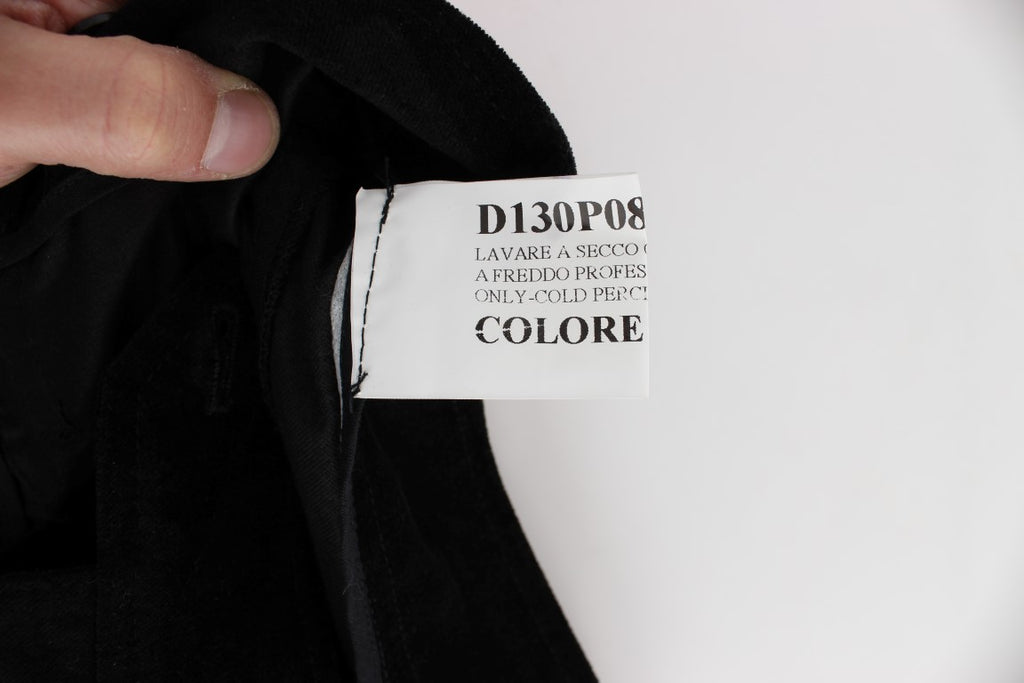 D130P08
LAVARE A SECCO
A FREDDO PROFES
ONLY-COLD PERC
COLORE